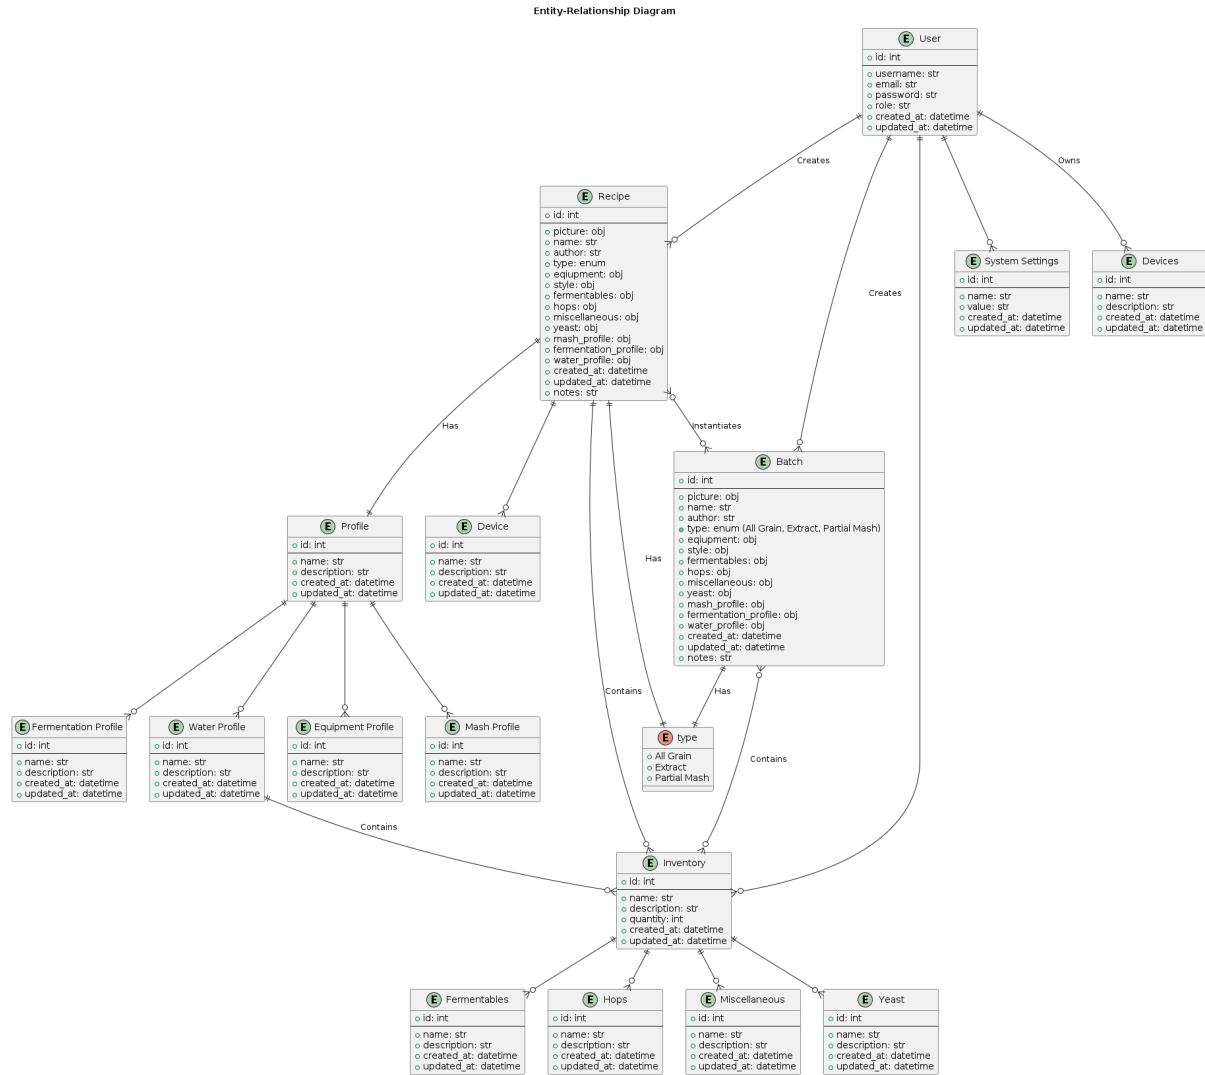 Entity-Relationship Diagram
E User
id: int
username: str
email: str
password: str
role: str
created_at: datetime
updated_at: datetime
Creates
Owns
E Recipe
id: int
picture: obj
name: str
author: str
type: enum
eqiupment: obj
style: obj
fermentables: obj
hops: obj
miscellaneous: obj
yeast: obj
mash_profile: obj
fermentation_profile: obj
water_profile: obj
created_at: datetime
updated_at: datetime
notes: str
Creates
E System Settings
id: int
name: str
value: str
created_at: datetime
updated_at: datetime
E Devices
id: int
name: str
description: str
created_at: datetime
updated_at: datetime
Has
Instantiates
E Batch
id: int
picture: obj
name: str
author: str
type: enum (All Grain, Extract, Partial Mash)
eqiupment: obj
style: obj
fermentables: obj
hops: obj
miscellaneous: obj
yeast: obj
mash_profile: obj
fermentation_profile: obj
water_profile: obj
created_at: datetime
updated_at: datetime
notes: str
E Profile
id: int
name: str
description: str
created_at: datetime
updated_at: datetime
E Device
id: int
name: str
description: str
created_at: datetime
updated_at: datetime
Has
Contains
Has
E Fermentation Profile
id: int
name: str
description: str
created_at: datetime
updated_at: datetime
E Water Profile
id: int
name: str
description: str
created_at: datetime
updated_at: datetime
E Equipment Profile
id: int
name: str
description: str
created_at: datetime
updated_at: datetime
E Mash Profile
id: int
name: str
description: str
created_at: datetime
updated_at: datetime
E type
All Grain
Extract
Partial Mash
Contains
Contains
E Inventory
id: int
name: str
description: str
quantity: int
created_at: datetime
updated_at: datetime
E Fermentables
id: int
name: str
description: str
created_at: datetime
updated_at: datetime
E Hops
id: int
name: str
description: str
created_at: datetime
updated_at: datetime
E Miscellaneous
id: int
name: str
description: str
created_at: datetime
updated_at: datetime
E Yeast
id: int
name: str
description: str
created_at: datetime
updated_at: datetime